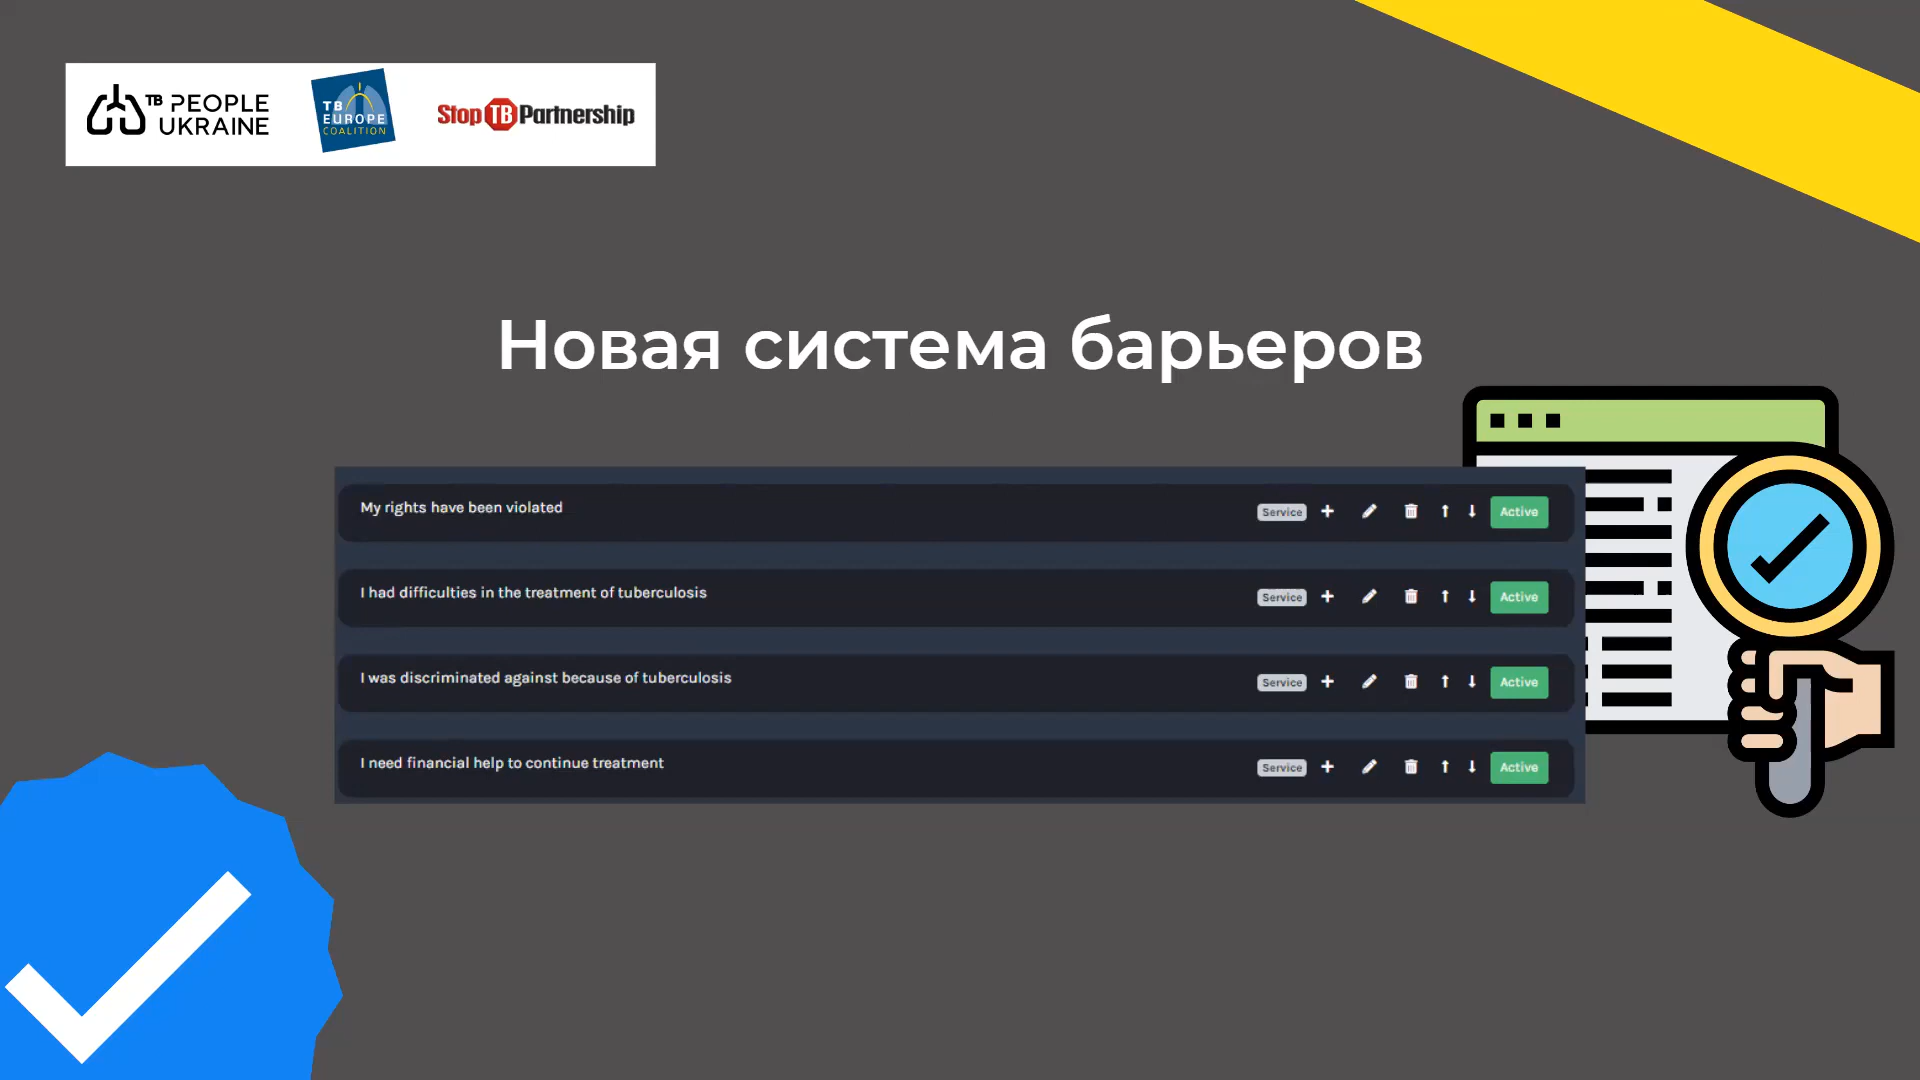 TB PEOPLE
UKRAINE
TB
EUROPE
COALITION
Stop TB Partnership
Новая система барьеров
My rights have been violated
Service
Active
I had difficulties in the treatment of tuberculosis
Service
Active
I was discriminated against because of tuberculosis
Service
Active
I need financial help to continue treatment
Service
Active